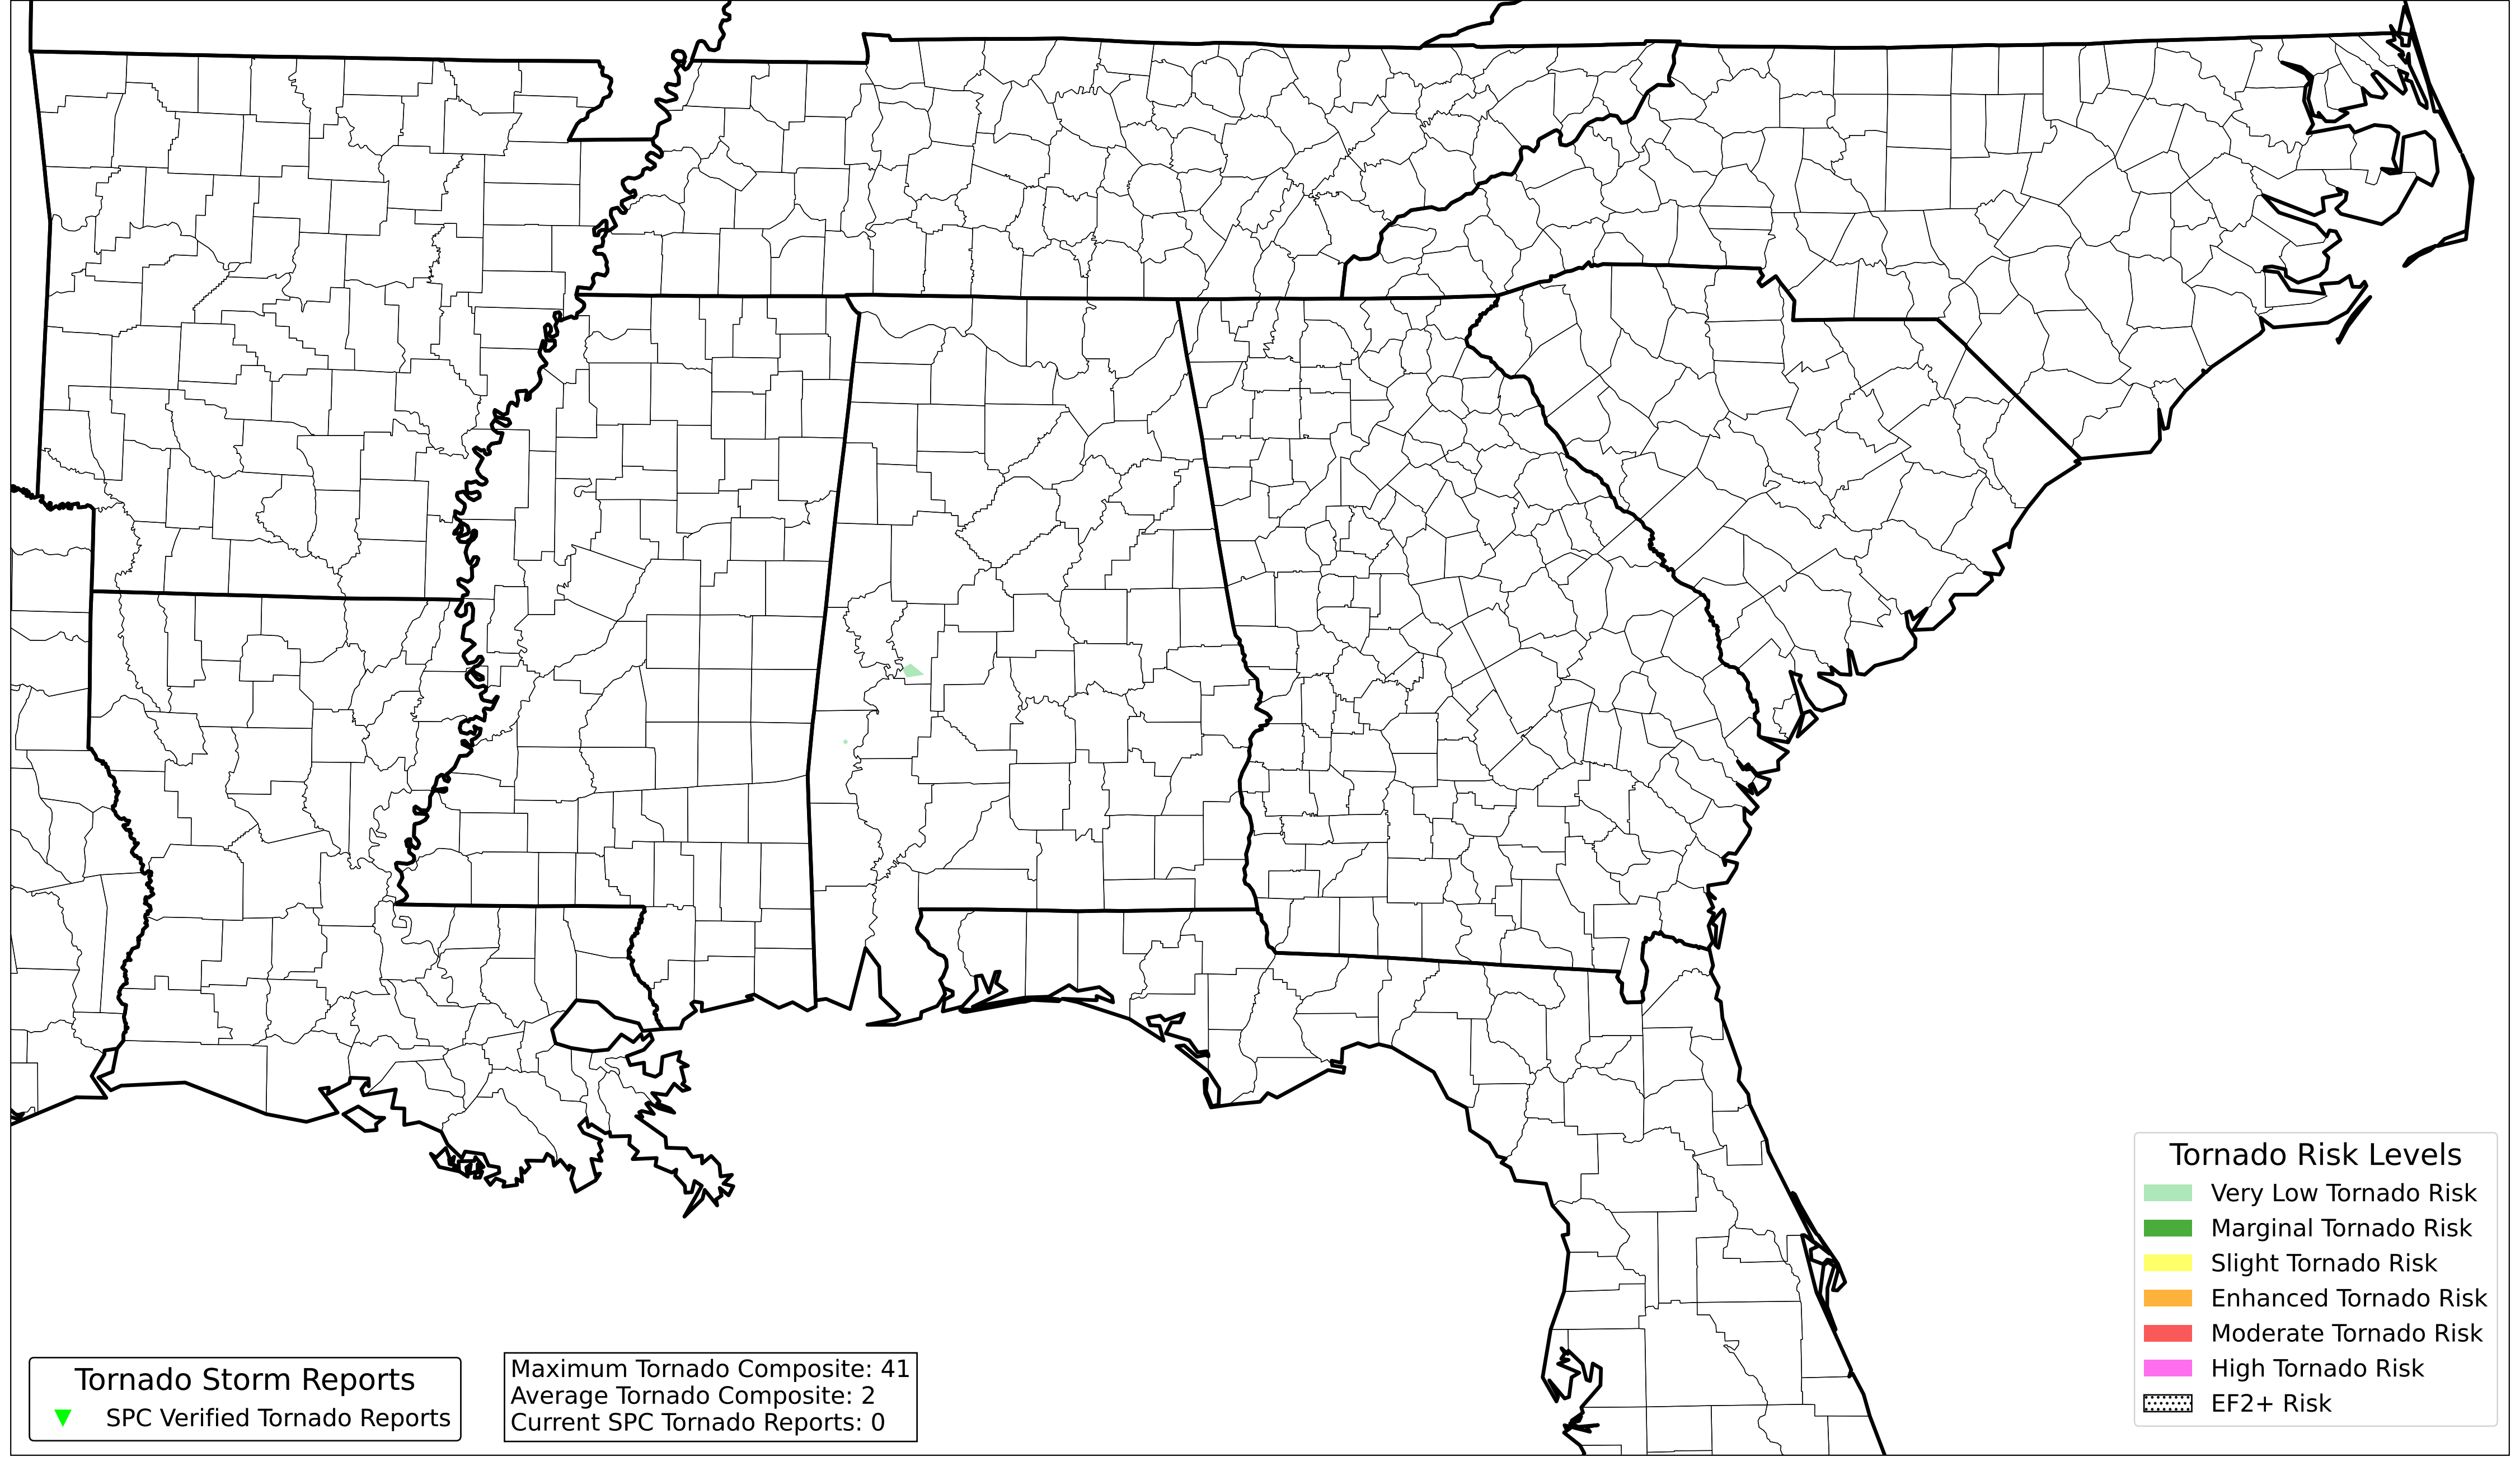 Tornado Risk Levels
Very Low Tornado Risk
Marginal Tornado Risk
Slight Tornado Risk
Enhanced Tornado Risk
Moderate Tornado Risk
High Tornado Risk
EF2+ Risk
Tornado Storm Reports
SPC Verified Tornado Reports
Maximum Tornado Composite: 41
Average Tornado Composite: 2
Current SPC Tornado Reports: 0